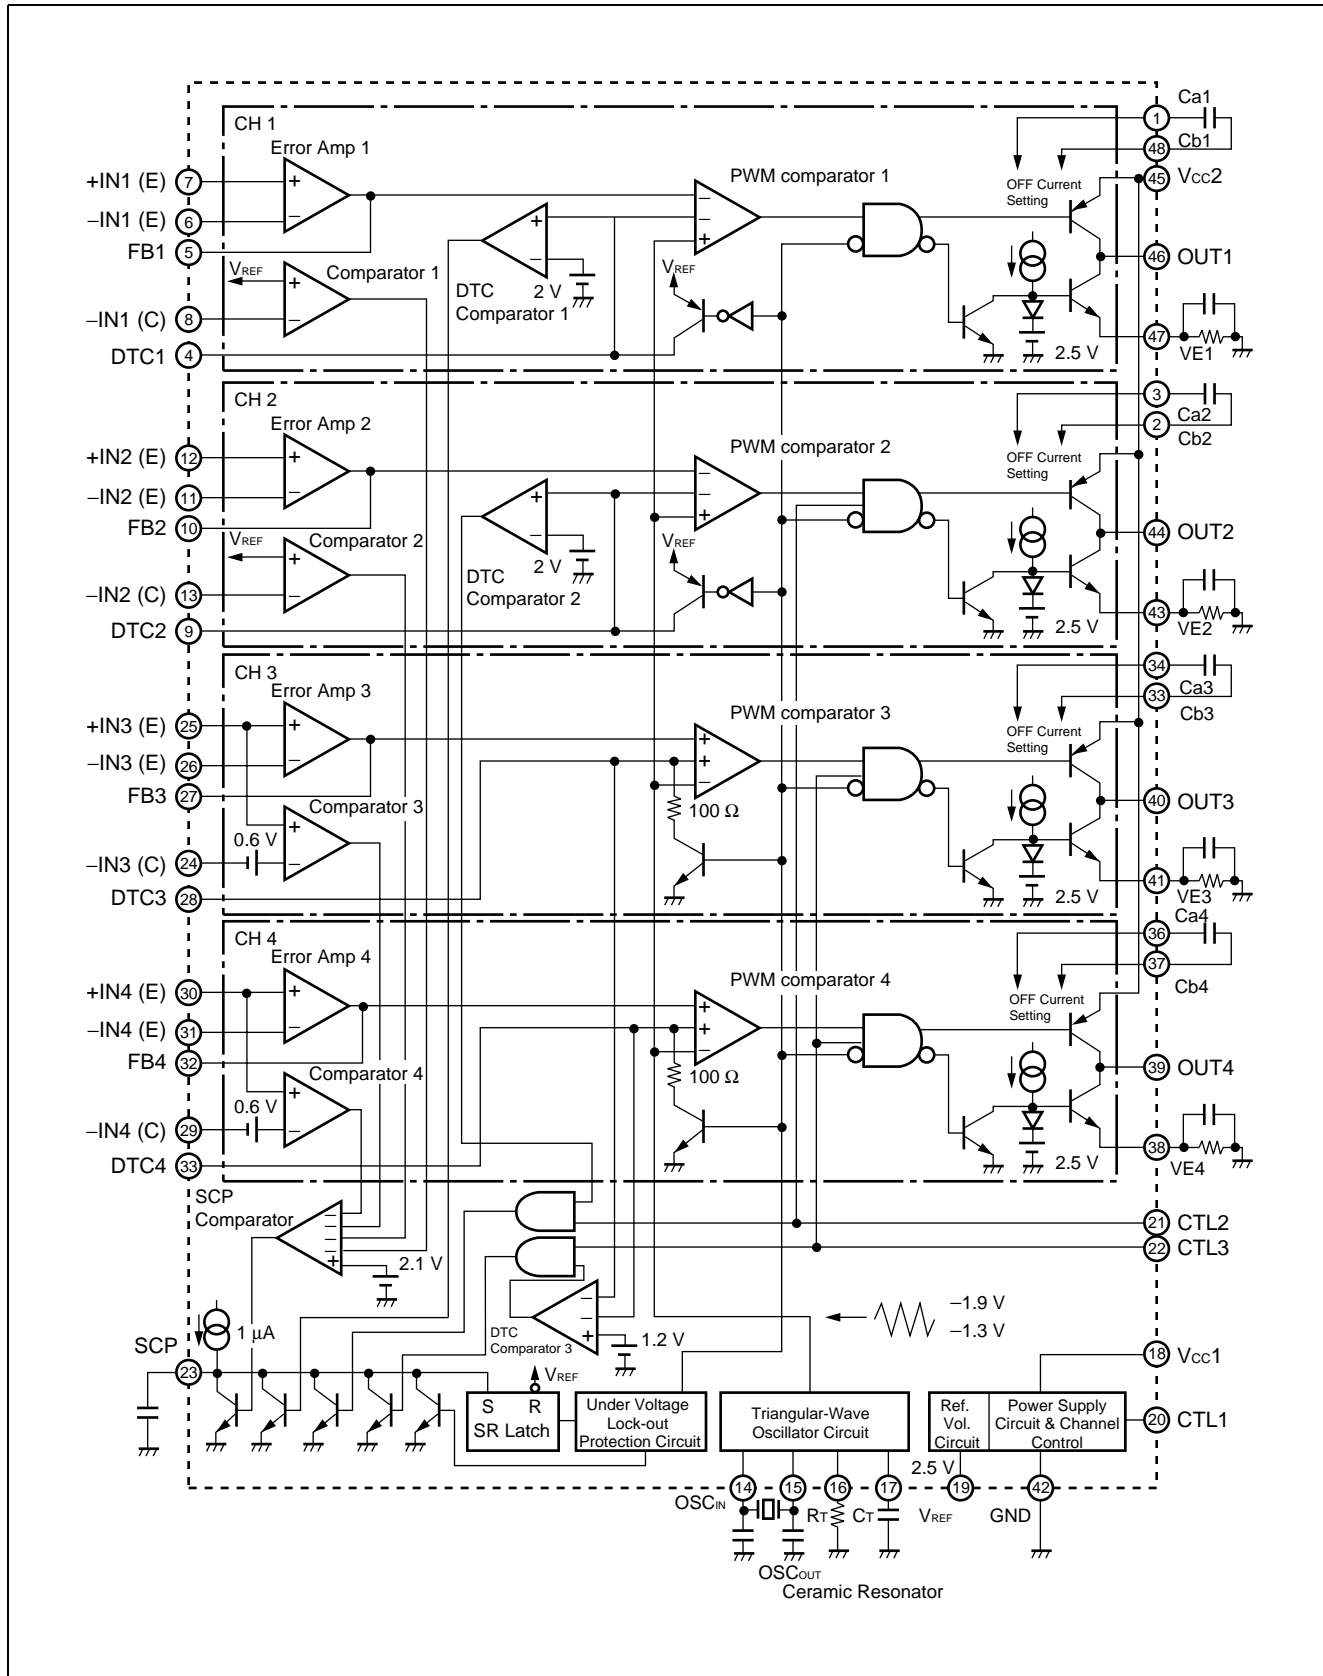 CH 1
Error Amp 1
+IN1 (E)
7
+
−
−IN1 (E)
6
FB1
5
VREF
Comparator 1
+
−
−IN1 (C)
8
DTC1
4
+
−
2 V
DTC
Comparator 1
PWM comparator 1
−
−
+
VREF
OFF Current
Setting
2.5 V
1
Ca1
48
Cb1
45
VCC2
46
OUT1
47
VE1
CH 2
Error Amp 2
+IN2 (E)
12
+
−
−IN2 (E)
11
FB2
10
VREF
Comparator 2
+
−
−IN2 (C)
13
DTC2
9
+
−
2 V
DTC
Comparator 2
PWM comparator 2
−
−
+
VREF
OFF Current
Setting
2.5 V
3
Ca2
2
Cb2
44
OUT2
43
VE2
CH 3
Error Amp 3
+IN3 (E)
25
+
−
−IN3 (E)
26
FB3
27
Comparator 3
0.6 V
+
−
−IN3 (C)
24
DTC3
28
PWM comparator 3
+
+
−
100 Ω
OFF Current
Setting
2.5 V
34
Ca3
33
Cb3
40
OUT3
41
VE3
CH 4
Error Amp 4
+IN4 (E)
30
+
−
−IN4 (E)
31
FB4
32
Comparator 4
0.6 V
+
−
−IN4 (C)
29
DTC4
33
PWM comparator 4
+
+
−
100 Ω
OFF Current
Setting
2.5 V
Ca4
36
37
Cb4
39
OUT4
38
VE4
SCP
Comparator
−
−
−
−
+
2.1 V
21
CTL2
22
CTL3
−
−
+
DTC
Comparator 3
1.2 V
−1.9 V
−1.3 V
1 µA
SCP
23
VREF
S
R
SR Latch
Under Voltage
Lock-out
Protection Circuit
Triangular-Wave
Oscillator Circuit
Ref.
Vol.
Circuit
Power Supply
Circuit & Channel
Control
18
VCC1
20
CTL1
2.5 V
14
15
16
17
19
42
OSCIN
RT
CT
VREF
GND
OSCOUT
Ceramic Resonator